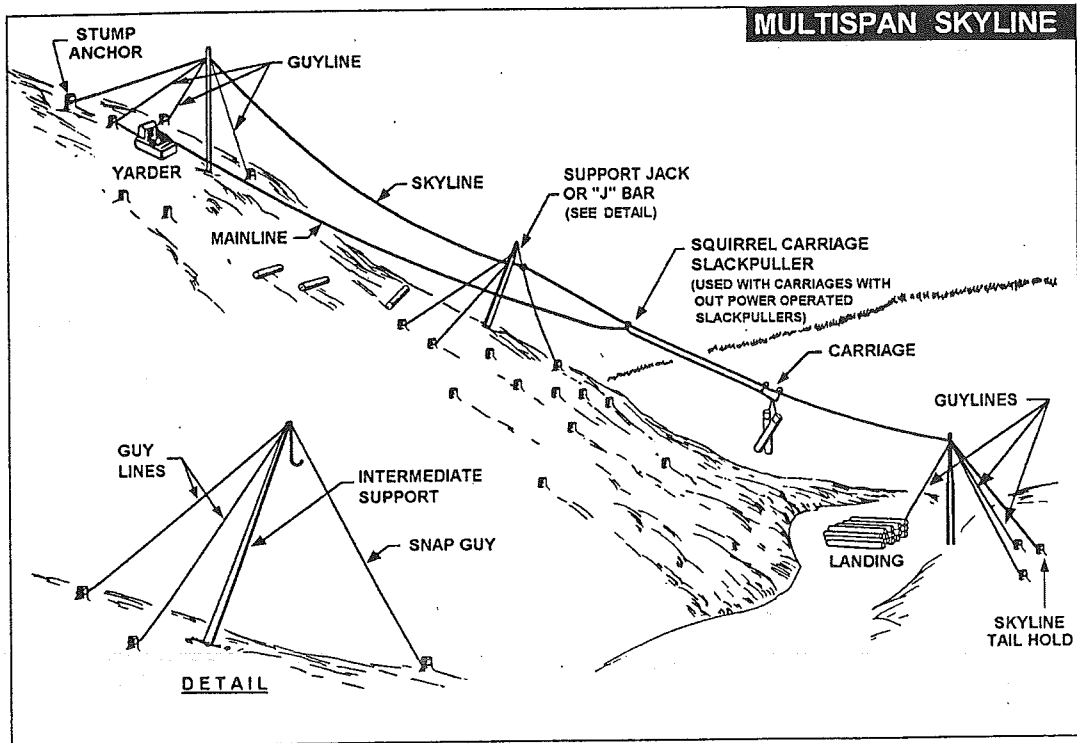 MULTISPAN SKYLINE
STUMP
ANCHOR
GUYLINE
YARDER
SKYLINE
MAINLINE
SUPPORT JACK
OR "J" BAR
(SEE DETAIL)
SQUIRREL CARRIAGE
SLACKPULLER
(USED WITH CARRIAGES WITH
OUT POWER OPERATED
SLACKPULLERS)
CARRIAGE
GUYLINES
LANDING
SKYLINE
TAIL HOLD
GUY
LINES
INTERMEDIATE
SUPPORT
SNAP GUY
DETAIL